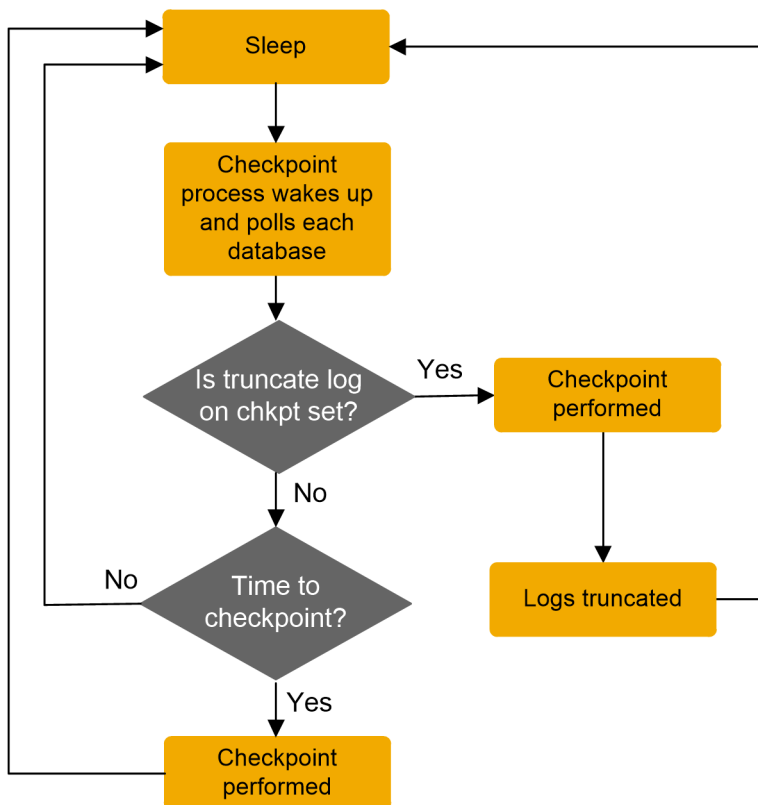 Sleep
Checkpoint
process wakes up
and polls each
database
Is truncate log
on chkpt set?
Yes
Checkpoint
performed
No
Logs truncated
No
Time to
checkpoint?
Yes
Checkpoint
performed